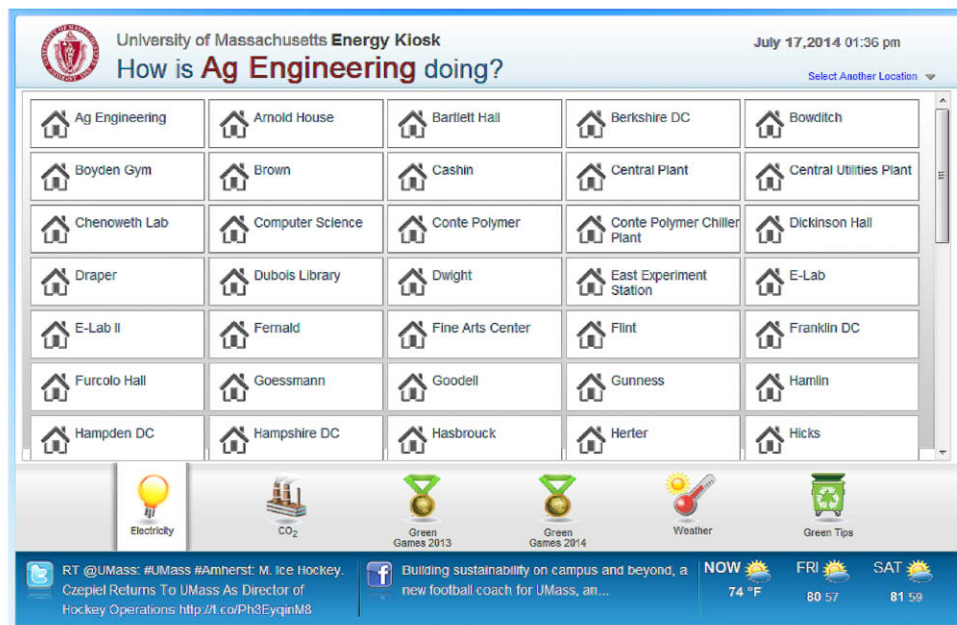 University of Massachusetts Energy Kiosk
How is Ag Engineering doing?
July 17,2014 01:36 pm
Select Another Location
Ag Engineering
Arnold House
Bartlett Hall
Berkshire DC
Bowditch
Boyden Gym
Brown
Cashin
Central Plant
Central Utilities Plant
Chenoweth Lab
Computer Science
Conte Polymer
Conte Polymer Chiller
Plant
Dickinson Hall
Draper
Dubois Library
Dwight
East Experiment
Station
E-Lab
E-Lab II
Fernald
Fine Arts Center
Flint
Franklin DC
Furcolo Hall
Goessmann
Goodell
Gunness
Hamlin
Hampden DC
Hampshire DC
Hasbrouck
Herter
Hicks
Electricity
CO2
Green
Games 2013
Green
Games 2014
Weather
Green Tips
RT @UMass: #UMass #Amherst: M. Ice Hockey.
Czepiel Returns To UMass As Director of
Hockey Operations http://t.co/Ph3EyqinM8
Building sustainability on campus and beyond, a
new football coach for UMass, an...
NOW
74 °F
FRI
80 57
SAT
81 59